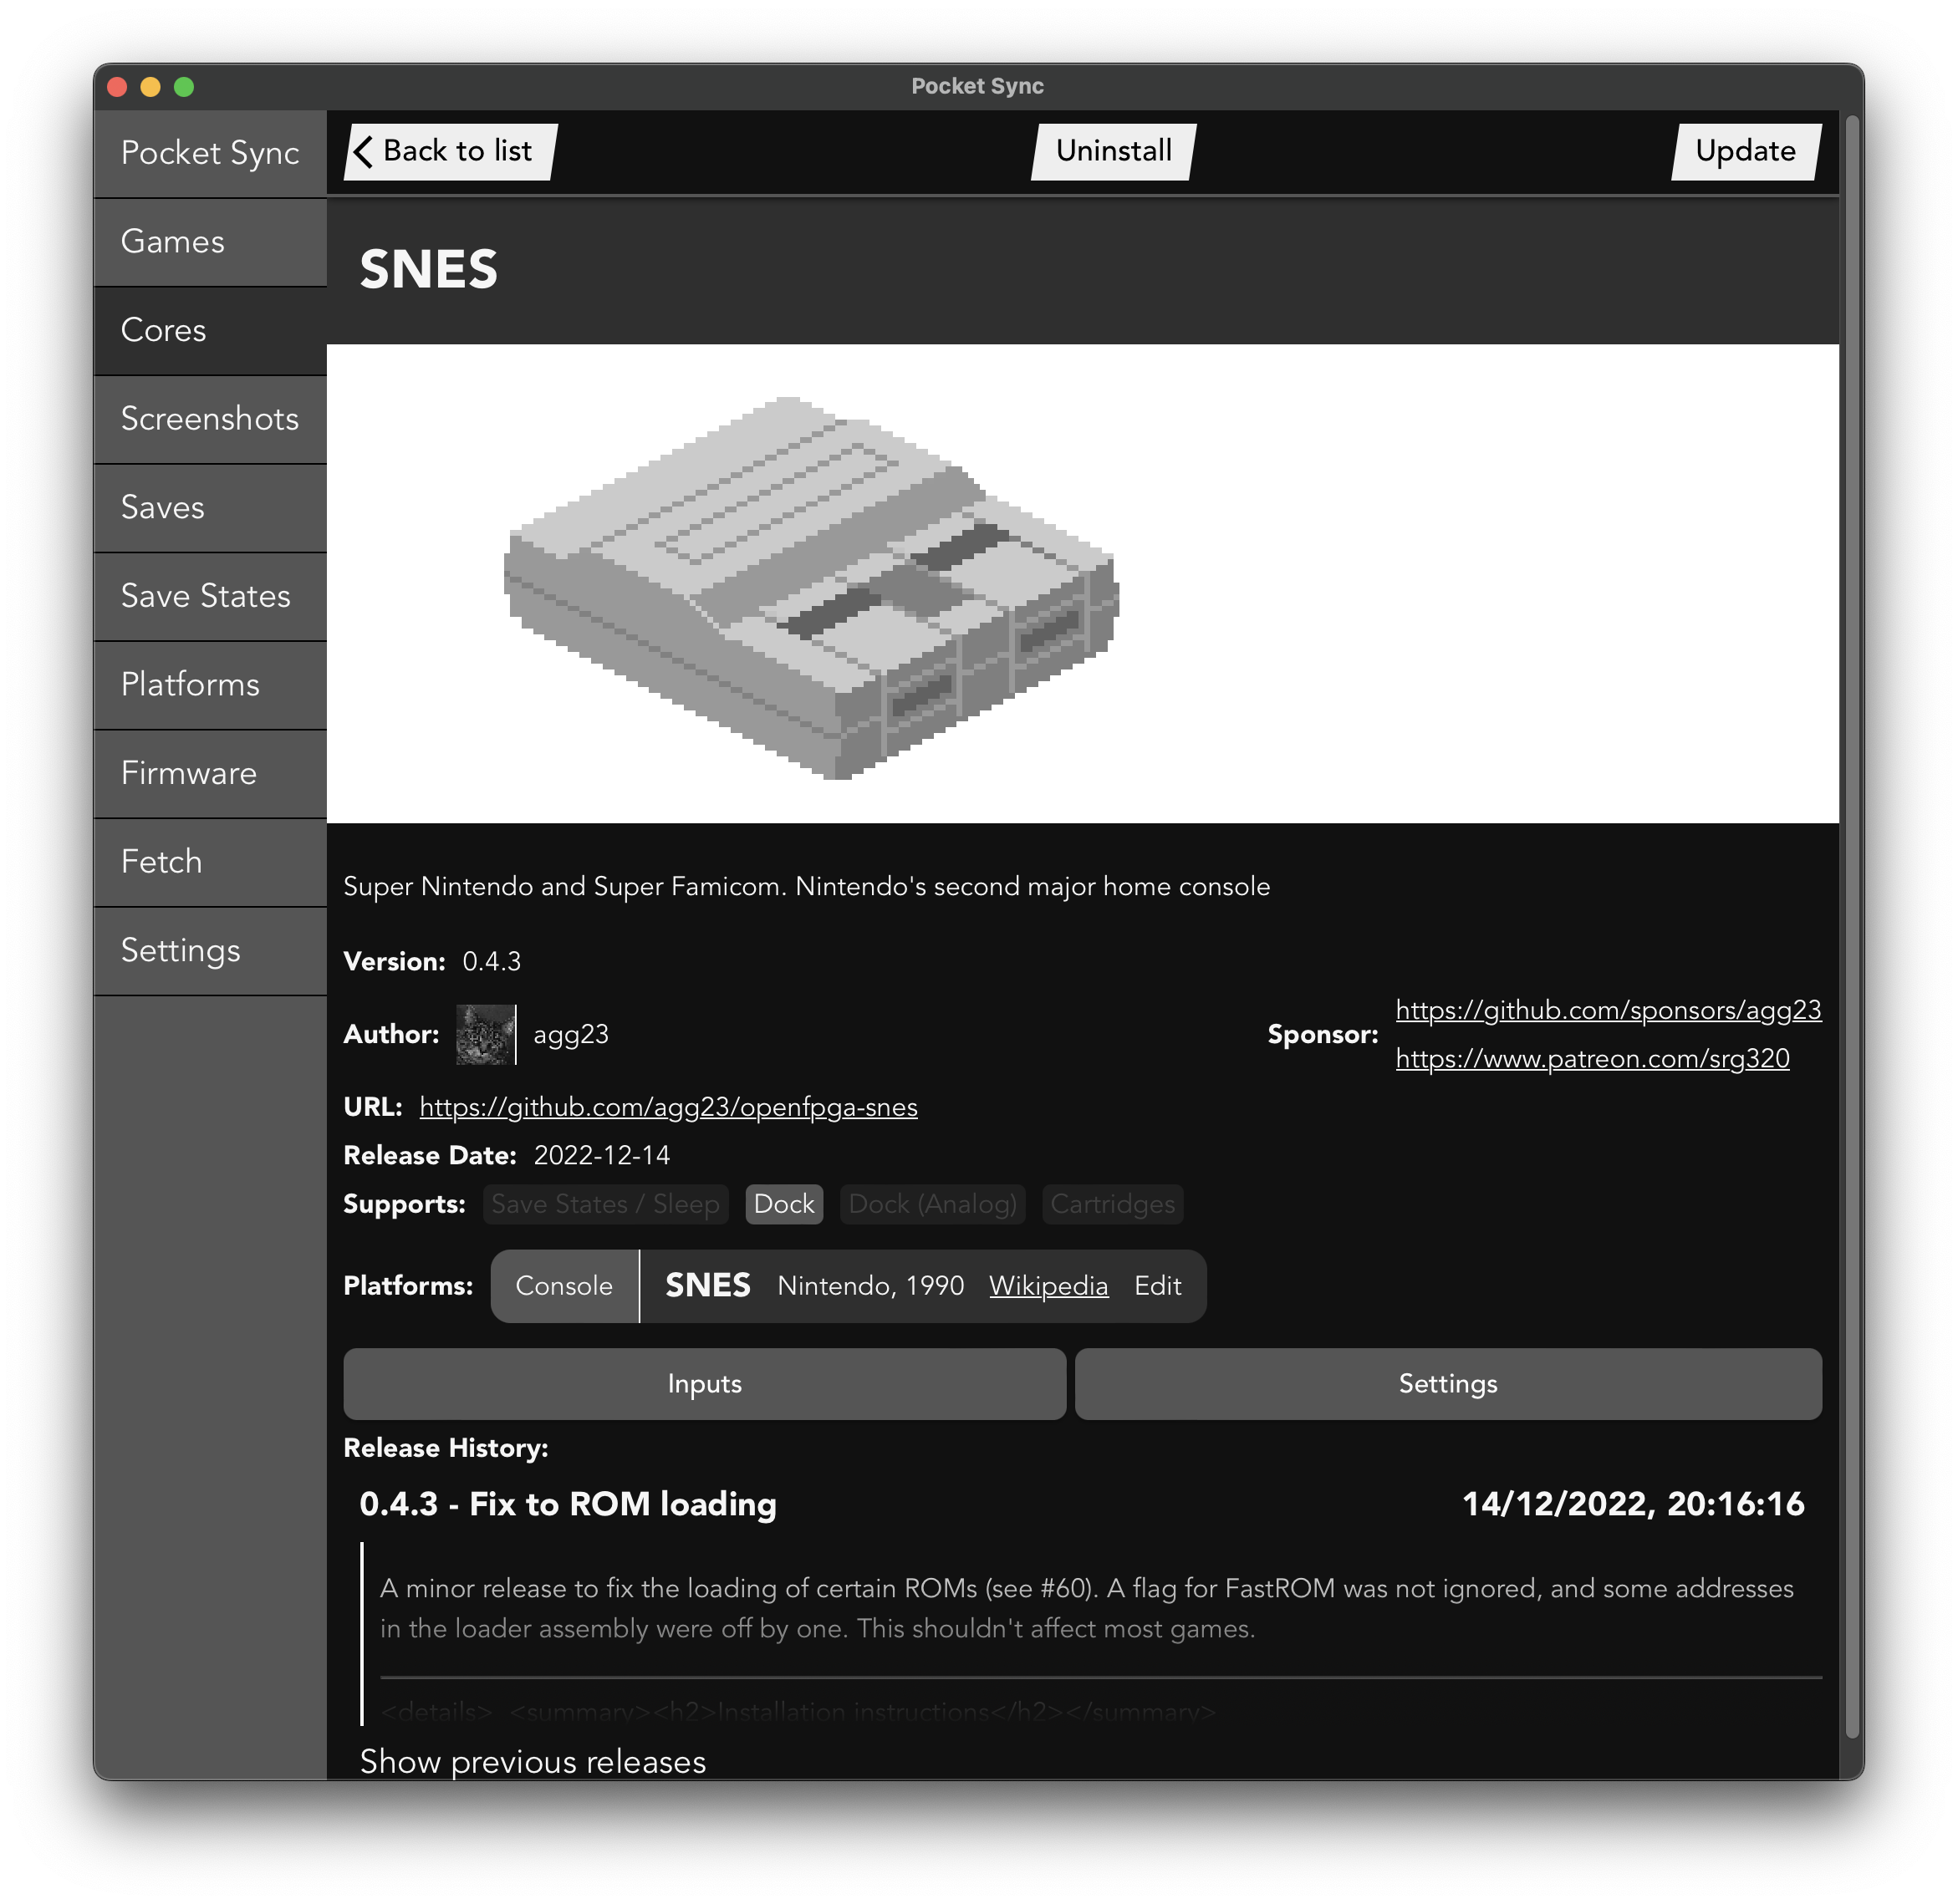 Pocket Sync
Pocket Sync
Games
Cores
Screenshots
Saves
Save States
Platforms
Firmware
Fetch
Settings
Back to list
Uninstall
Update
SNES
Super Nintendo and Super Famicom. Nintendo's second major home console
Version: 0.4.3
Author: agg23
Sponsor: https://github.com/sponsors/agg23
https://www.patreon.com/srg320
URL: https://github.com/agg23/openfpga-snes
Release Date: 2022-12-14
Supports: Save States / Sleep Dock Dock (Analog) Cartridges
Platforms: Console SNES Nintendo, 1990 Wikipedia Edit
Inputs
Settings
Release History:
0.4.3 - Fix to ROM loading 14/12/2022, 20:16:16
A minor release to fix the loading of certain ROMs (see #60). A flag for FastROM was not ignored, and some addresses
in the loader assembly were off by one. This shouldn't affect most games.
<details> <summary><h2>Installation instructions</h2></summary>
Show previous releases